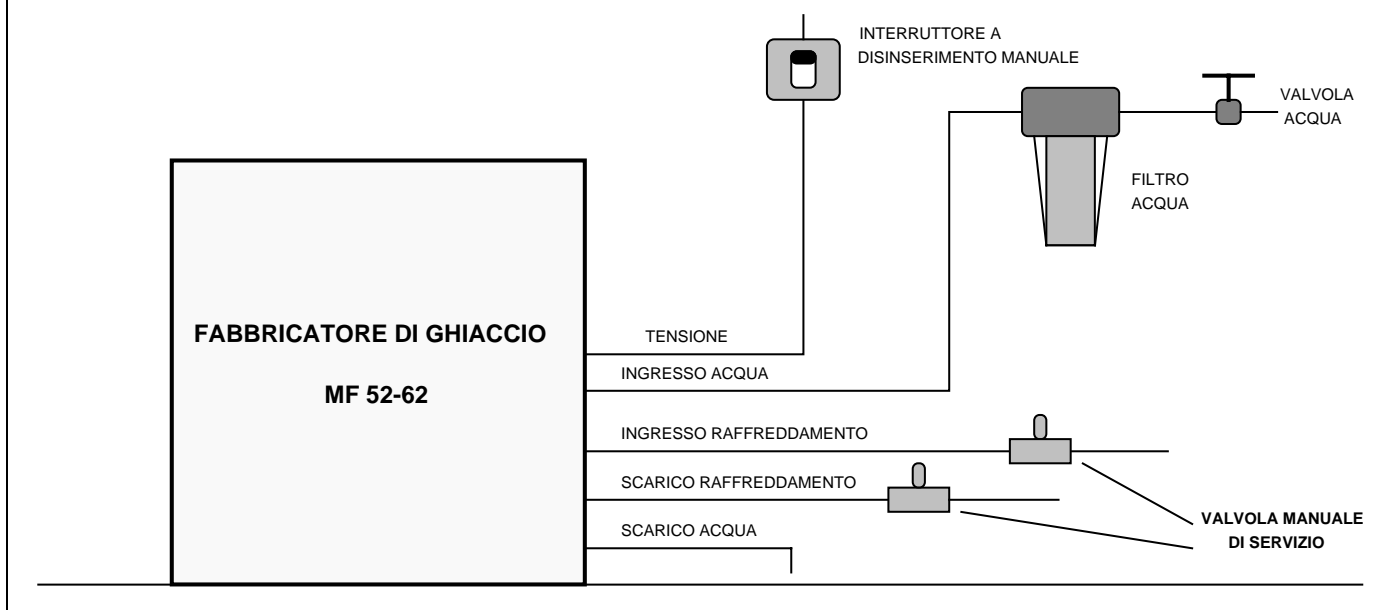 INTERRUTTORE A
DISINSERIMENTO MANUALE
VALVOLA
ACQUA
FILTRO
ACQUA
FABBRICATORE DI GHIACCIO
MF 52-62
TENSIONE
INGRESSO ACQUA
INGRESSO RAFFREDDAMENTO
SCARICO RAFFREDDAMENTO
SCARICO ACQUA
VALVOLA MANUALE
DI SERVIZIO